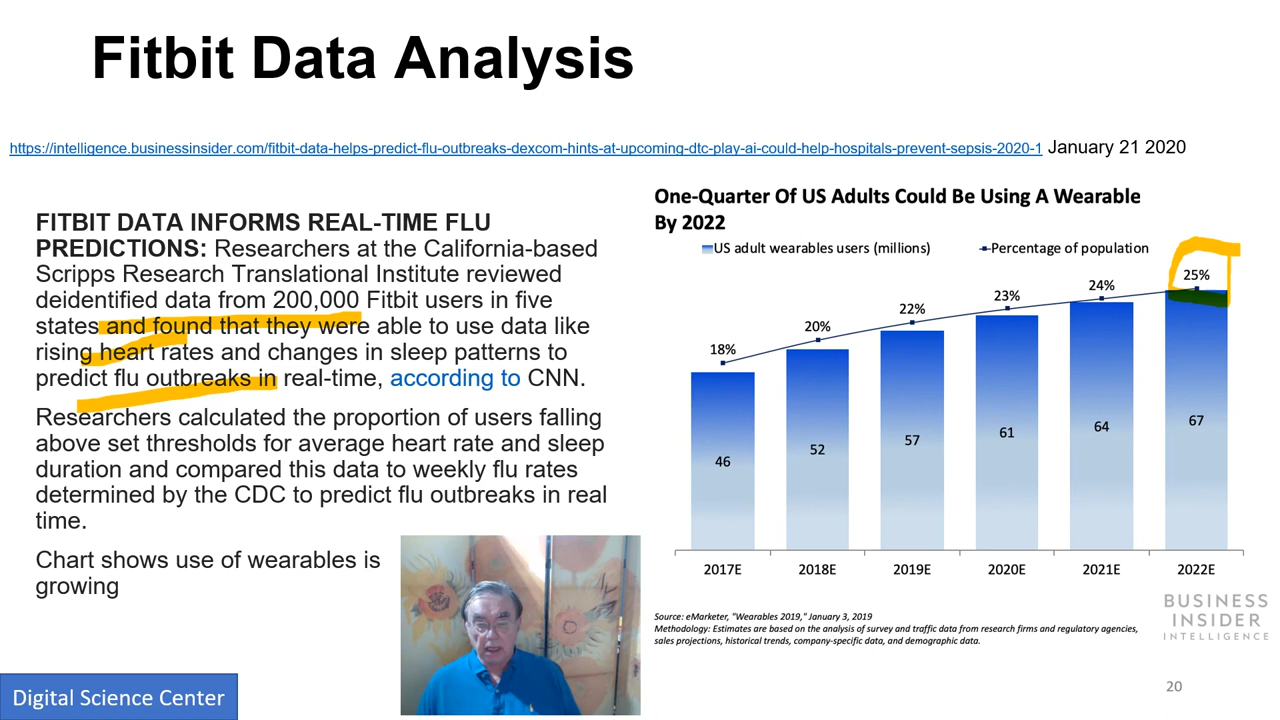 Fitbit Data Analysis
https://intelligence.businessinsider.com/fitbit-data-helps-predict-flu-outbreaks-dexcom-hints-at-upcoming-dtc-play-ai-could-help-hospitals-prevent-sepsis-2020-1 January 21 2020
FITBIT DATA INFORMS REAL-TIME FLU
PREDICTIONS: Researchers at the California-based
Scripps Research Translational Institute reviewed
deidentified data from 200,000 Fitbit users in five
states and found that they were able to use data like
rising heart rates and changes in sleep patterns to
predict flu outbreaks in real-time, according to CNN.
Researchers calculated the proportion of users falling
above set thresholds for average heart rate and sleep
duration and compared this data to weekly flu rates
determined by the CDC to predict flu outbreaks in real
time.
Chart shows use of wearables is
growing
One-Quarter Of US Adults Could Be Using A Wearable
By 2022
US adult wearables users (millions) Percentage of population
18% 20% 22% 23% 24% 25%
46 52 57 61 64 67
2017E 2018E 2019E 2020E 2021E 2022E
Source: eMarketer, "Wearables 2019," January 3, 2019
Methodology: Estimates are based on the analysis of survey and traffic data from research firms and regulatory agencies,
sales projections, historical trends, company-specific data, and demographic data.
BUSINESS
INSIDER
INTELLIGENCE
Digital Science Center
20